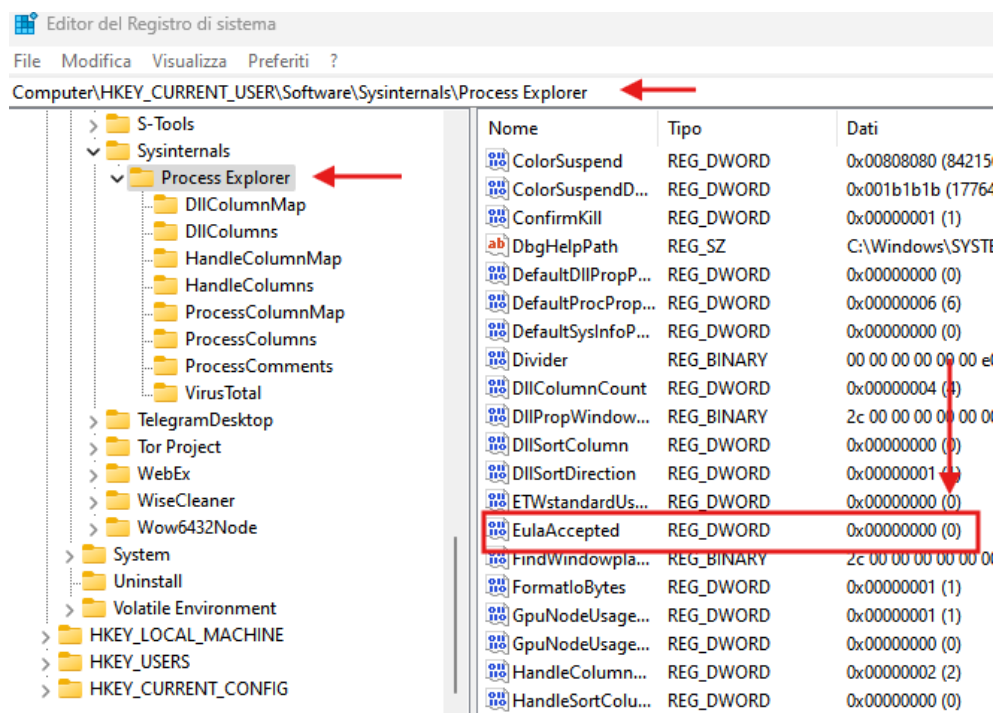 Editor del Registro di sistema
File Modifica Visualizza Preferiti ?
Computer\HKEY_CURRENT_USER\Software\Sysinternals\Process Explorer
S-Tools
Sysinternals
Process Explorer
DllColumnMap
DllColumns
HandleColumnMap
HandleColumns
ProcessColumnMap
ProcessColumns
ProcessComments
VirusTotal
TelegramDesktop
Tor Project
WebEx
WiseCleaner
Wow6432Node
System
Uninstall
Volatile Environment
HKEY_LOCAL_MACHINE
HKEY_USERS
HKEY_CURRENT_CONFIG
Nome Tipo Dati
ColorSuspend REG_DWORD 0x00808080 (84215
ColorSuspendD... REG_DWORD 0x001b1b1b (17764
ConfirmKill REG_DWORD 0x00000001 (1)
DbgHelpPath REG_SZ C:\Windows\SYSTE
DefaultDllPropP... REG_DWORD 0x00000000 (0)
DefaultProcProp... REG_DWORD 0x00000006 (6)
DefaultSysInfoP... REG_DWORD 0x00000000 (0)
Divider REG_BINARY 00 00 00 00 00 00 e0
DllColumnCount REG_DWORD 0x00000004 (4)
DllPropWindow... REG_BINARY 2c 00 00 00 00 00 00
DllSortColumn REG_DWORD 0x00000000 (0)
DllSortDirection REG_DWORD 0x00000001 (1)
ETWstandardUs... REG_DWORD 0x00000000 (0)
EulaAccepted REG_DWORD 0x00000000 (0)
FindWindowpla... REG_BINARY 2c 00 00 00 00 00 00
FormatIoBytes REG_DWORD 0x00000001 (1)
GpuNodeUsage... REG_DWORD 0x00000001 (1)
GpuNodeUsage... REG_DWORD 0x00000000 (0)
HandleColumn... REG_DWORD 0x00000002 (2)
HandleSortColu... REG_DWORD 0x00000000 (0)